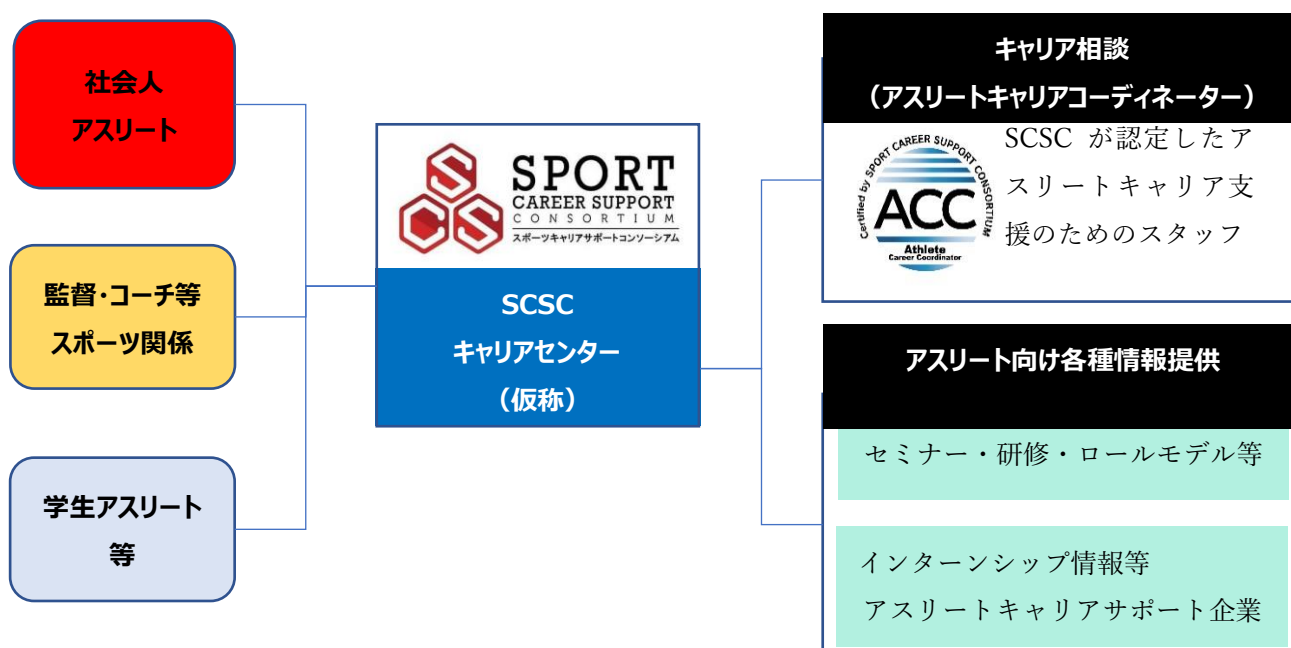 社会人
アスリート
監督・コーチ等
スポーツ関係
学生アスリート
等
SCSC
SPORT
CAREER SUPPORT
CONSORTIUM
スポーツキャリアサポートコンソーシアム
SCSC
キャリアセンター
（仮称）
キャリア相談
（アスリートキャリアコーディネーター）
Certified by SPORT CAREER SUPPORT CONSORTIUM
ACC
Athlete
Career Coordinator
SCSC が認定したア
スリートキャリア支
援のためのスタッフ
アスリート向け各種情報提供
セミナー・研修・ロールモデル等
インターンシップ情報等
アスリートキャリアサポート企業